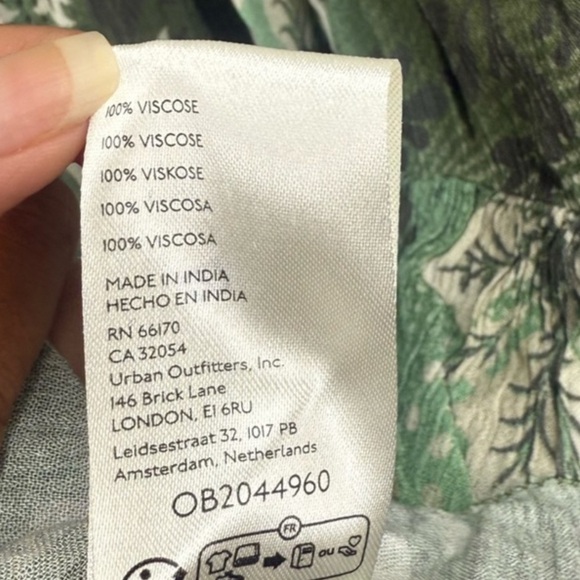 100% VISCOSE
100% VISCOSE
100% VISKOSE
100% VISCOSA
100% VISCOSA
MADE IN INDIA
HECHO EN INDIA
RN 66170
CA 32054
Urban Outfitters, Inc.
146 Brick Lane
LONDON, E1 6RU
Leidsestraat 32, 1017 PB
Amsterdam, Netherlands
OB2044960
FR
ou